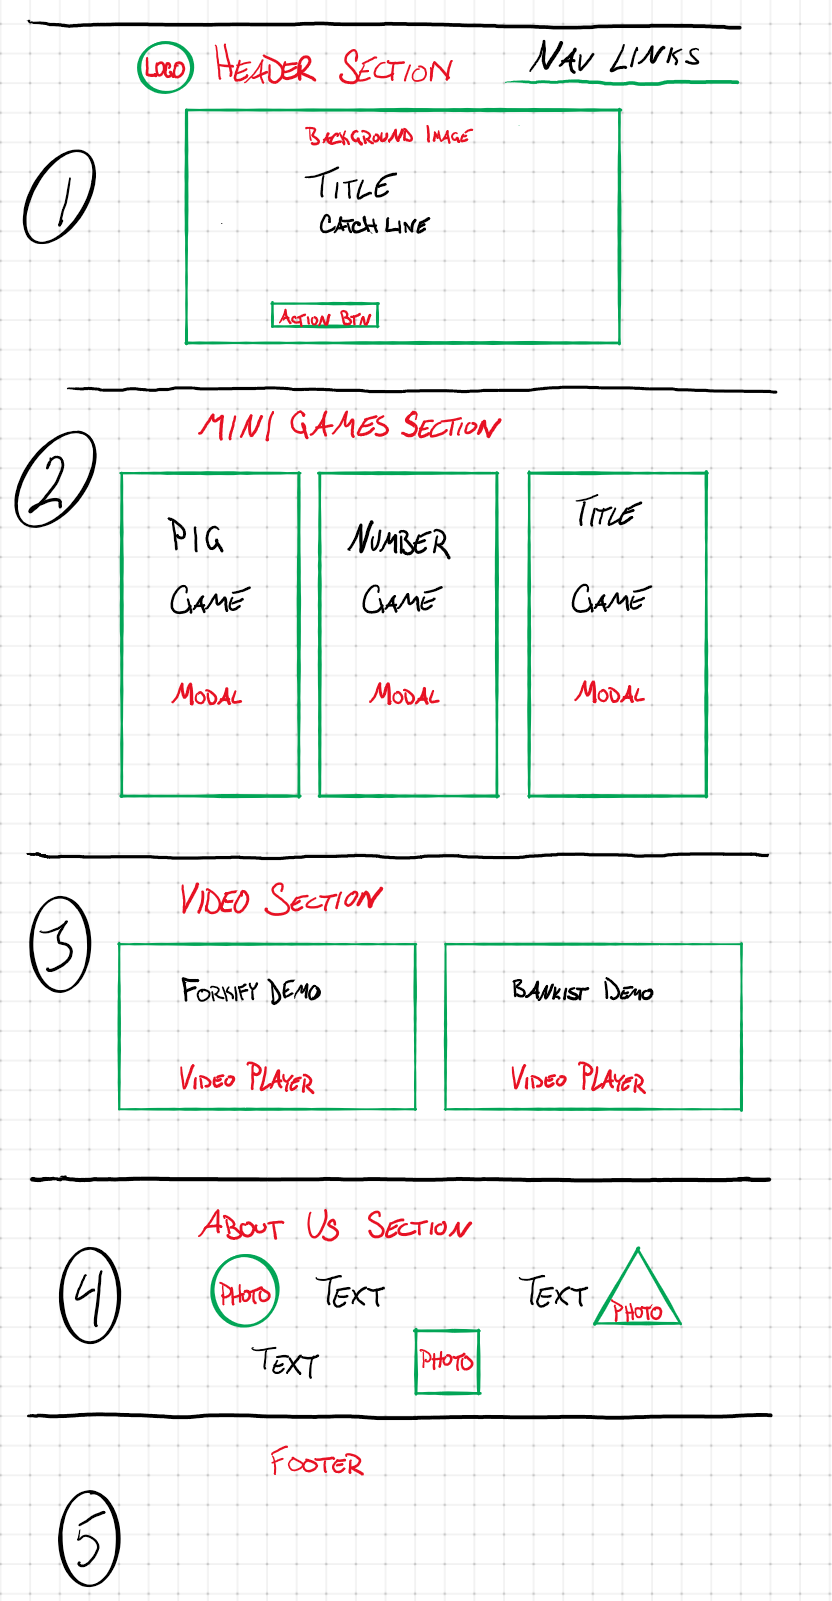 LOGO HEADER SECTION NAV LINKS
BACKGROUND IMAGE
1
TITLE
CATCH LINE
ACTION BTN
MINI GAMES SECTION
2
PIG NUMBER TITLE
GAME GAME GAME
MODAL MODAL MODAL
VIDEO SECTION
3
FORKIFY DEMO BANKIST DEMO
VIDEO PLAYER VIDEO PLAYER
ABOUT US SECTION
4
PHOTO TEXT TEXT PHOTO
TEXT PHOTO
FOOTER
5